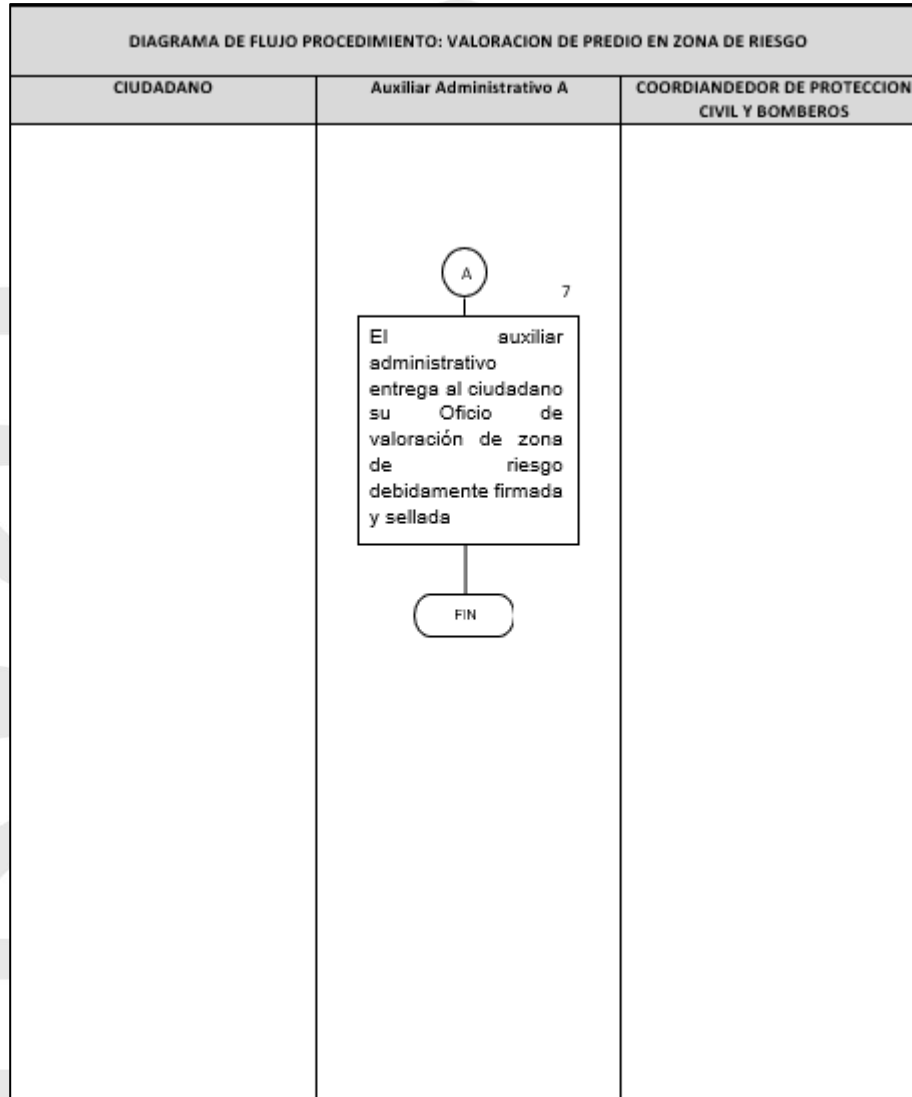 DIAGRAMA DE FLUJO PROCEDIMIENTO: VALORACION DE PREDIO EN ZONA DE RIESGO
CIUDADANO
Auxiliar Administrativo A
COORDIANDEDOR DE PROTECCION
CIVIL Y BOMBEROS
A
7
El auxiliar
administrativo
entrega al ciudadano
su Oficio de
valoración de zona
de riesgo
debidamente firmada
y sellada
FIN